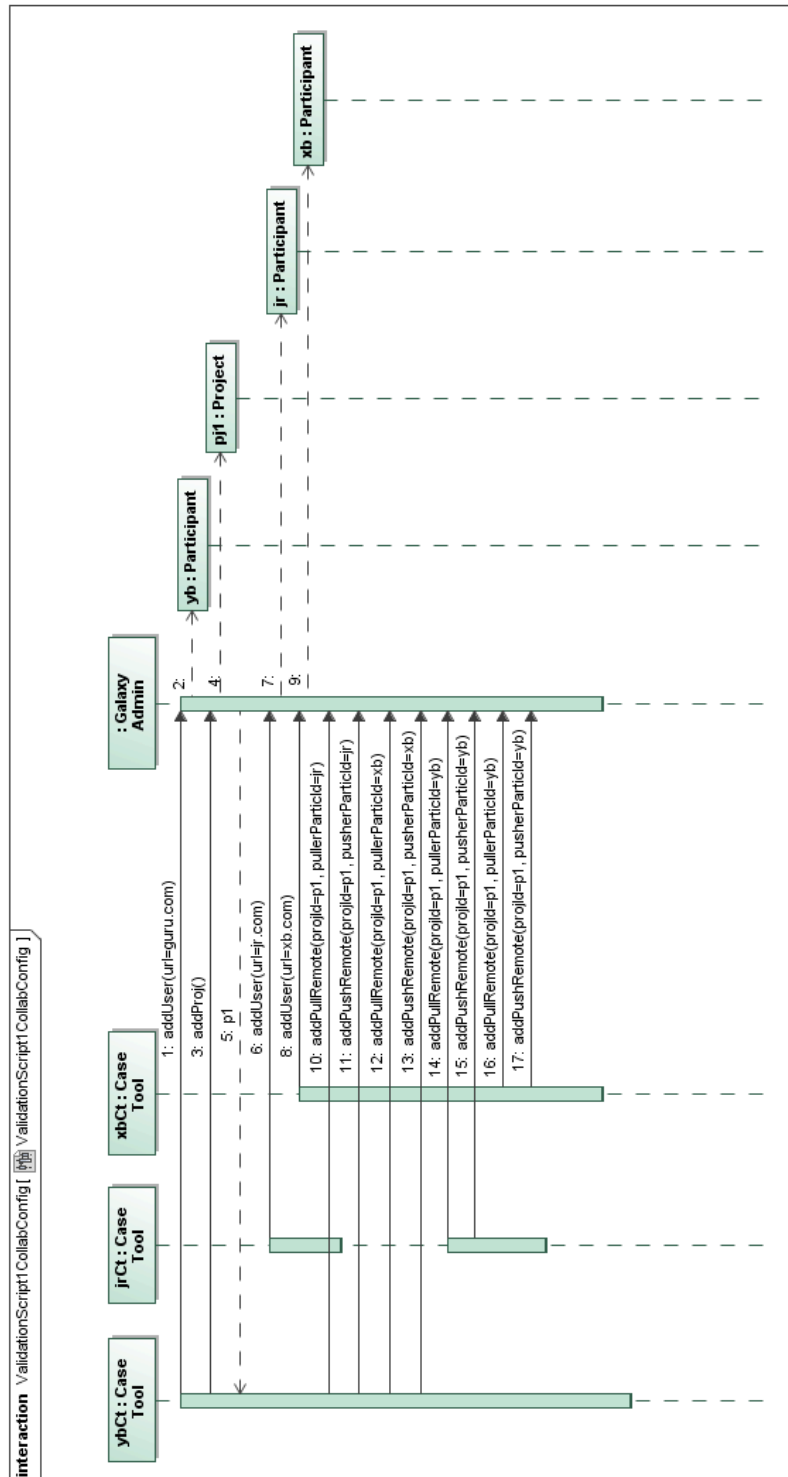 interaction ValidationScript1CollabConfig [ ValidationScript1CollabConfig ]
ybCt : Case
Tool
jrCt : Case
Tool
xbCt : Case
Tool
: Galaxy
Admin
yb : Participant
pj1 : Project
jr : Participant
xb : Participant
1: addUser(url=guru.com)
2:
3: addProj()
4:
5: p1
6: addUser(url=jr.com)
7:
8: addUser(url=xb.com)
9:
10: addPullRemote(projId=p1, pullerParticId=jr)
11: addPushRemote(projId=p1, pusherParticId=jr)
12: addPullRemote(projId=p1, pullerParticId=xb)
13: addPushRemote(projId=p1, pusherParticId=xb)
14: addPullRemote(projId=p1, pullerParticId=yb)
15: addPushRemote(projId=p1, pusherParticId=yb)
16: addPullRemote(projId=p1, pullerParticId=yb)
17: addPushRemote(projId=p1, pusherParticId=yb)